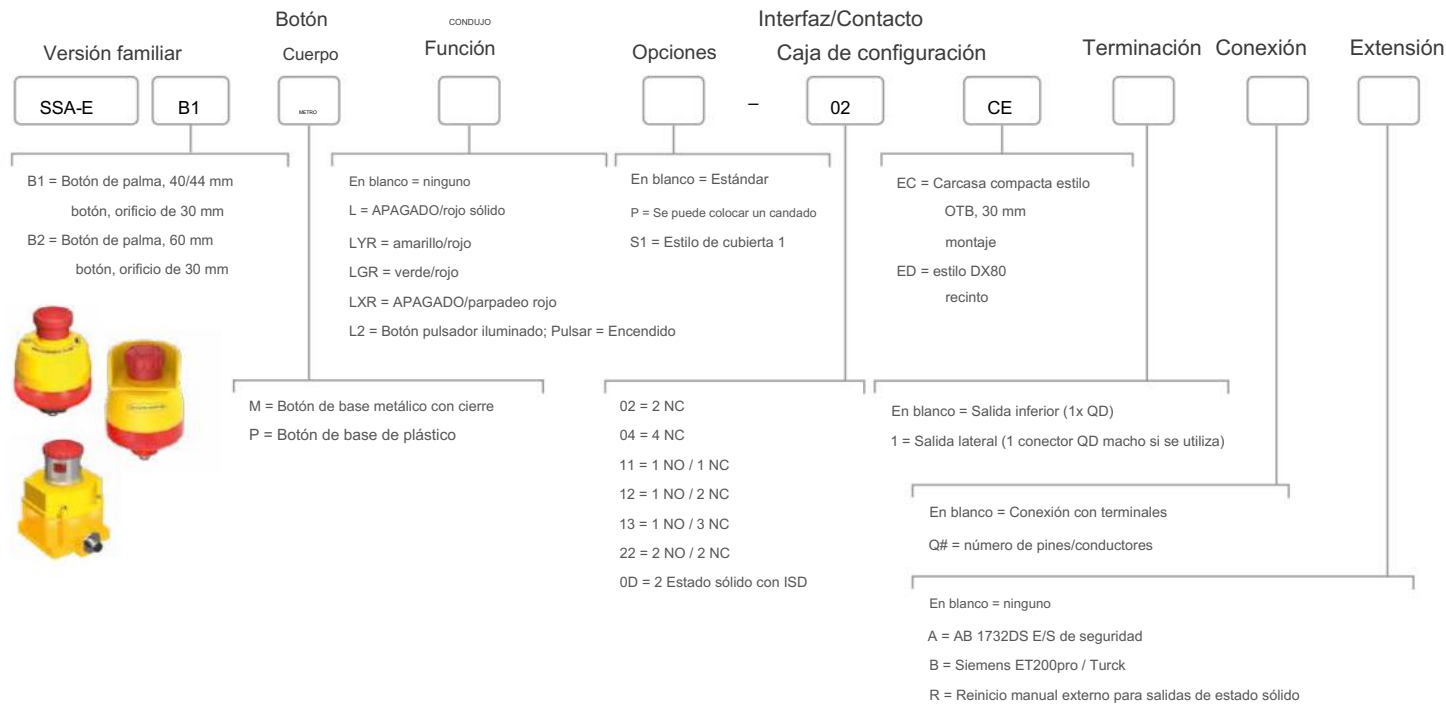 Botón
CONDUJO
Interfaz/Contacto
Versión familiar
Cuerpo
Función
Opciones
Caja de configuración
Terminación
Conexión
Extensión
SSA-E
B1
METRO
–
02
CE
B1 = Botón de palma, 40/44 mm
botón, orificio de 30 mm
B2 = Botón de palma, 60 mm
botón, orificio de 30 mm
En blanco = ninguno
L = APAGADO/rojo sólido
LYR = amarillo/rojo
LGR = verde/rojo
LXR = APAGADO/parpadeo rojo
L2 = Botón pulsador iluminado; Pulsar = Encendido
En blanco = Estándar
P = Se puede colocar un candado
S1 = Estilo de cubierta 1
EC = Carcasa compacta estilo
OTB, 30 mm
montaje
ED = estilo DX80
recinto
M = Botón de base metálico con cierre
P = Botón de base de plástico
02 = 2 NC
04 = 4 NC
11 = 1 NO / 1 NC
12 = 1 NO / 2 NC
13 = 1 NO / 3 NC
22 = 2 NO / 2 NC
0D = 2 Estado sólido con ISD
En blanco = Salida inferior (1x QD)
1 = Salida lateral (1 conector QD macho si se utiliza)
En blanco = Conexión con terminales
Q# = número de pines/conductores
En blanco = ninguno
A = AB 1732DS E/S de seguridad
B = Siemens ET200pro / Turck
R = Reinicio manual externo para salidas de estado sólido